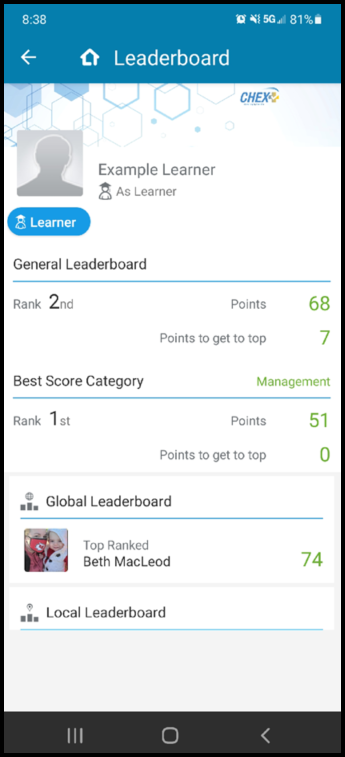 8:38
5G 81%
Leaderboard
CHEX
Example Learner
As Learner
Learner
General Leaderboard
Rank 2nd Points 68
Points to get to top 7
Best Score Category Management
Rank 1st Points 51
Points to get to top 0
Global Leaderboard
Top Ranked
Beth MacLeod 74
Local Leaderboard